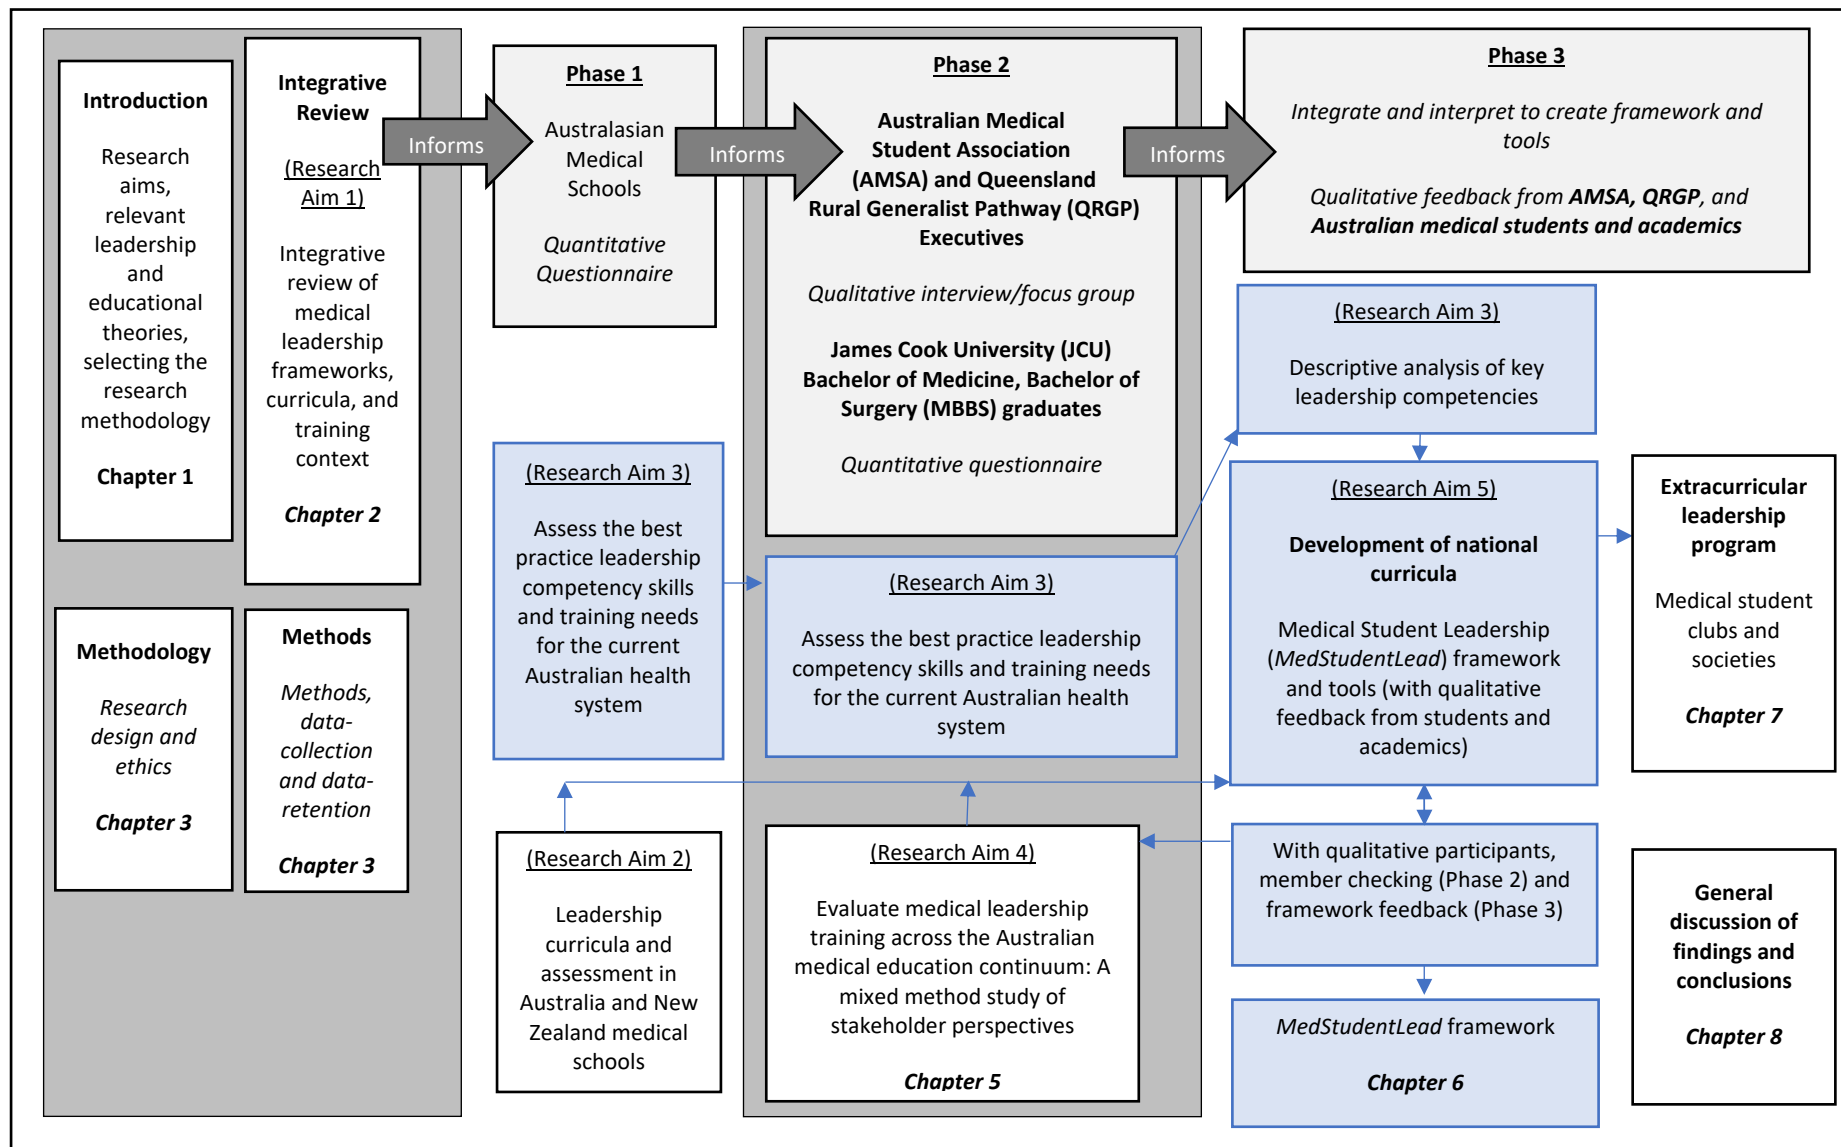 Introduction
Research
aims,
relevant
leadership
and
educational
theories,
selecting the
research
methodology
Chapter 1
Integrative
Review
(Research
Aim 1)
Integrative
review of
medical
leadership
frameworks,
curricula, and
training
context
Chapter 2
Methodology
Research
design and
ethics
Chapter 3
Methods
Methods,
data-
collection
and data-
retention
Chapter 3
Informs
Phase 1
Australasian
Medical
Schools
Quantitative
Questionnaire
Informs
Phase 2
Australian Medical
Student Association
(AMSA) and Queensland
Rural Generalist Pathway (QRGP)
Executives
Qualitative interview/focus group
James Cook University (JCU)
Bachelor of Medicine, Bachelor of
Surgery (MBBS) graduates
Quantitative questionnaire
Informs
Phase 3
Integrate and interpret to create framework and
tools
Qualitative feedback from AMSA, QRGP, and
Australian medical students and academics
(Research Aim 3)
Assess the best
practice leadership
competency skills
and training needs
for the current
Australian health
system
(Research Aim 3)
Assess the best practice leadership
competency skills and training needs
for the current Australian health
system
(Research Aim 3)
Descriptive analysis of key
leadership competencies
(Research Aim 5)
Development of national
curricula
Medical Student Leadership
(MedStudentLead) framework
and tools (with qualitative
feedback from students and
academics)
Extracurricular
leadership
program
Medical student
clubs and
societies
Chapter 7
(Research Aim 2)
Leadership
curricula and
assessment in
Australia and New
Zealand medical
schools
(Research Aim 4)
Evaluate medical leadership
training across the Australian
medical education continuum: A
mixed method study of
stakeholder perspectives
Chapter 5
With qualitative participants,
member checking (Phase 2) and
framework feedback (Phase 3)
MedStudentLead framework
Chapter 6
General
discussion of
findings and
conclusions
Chapter 8